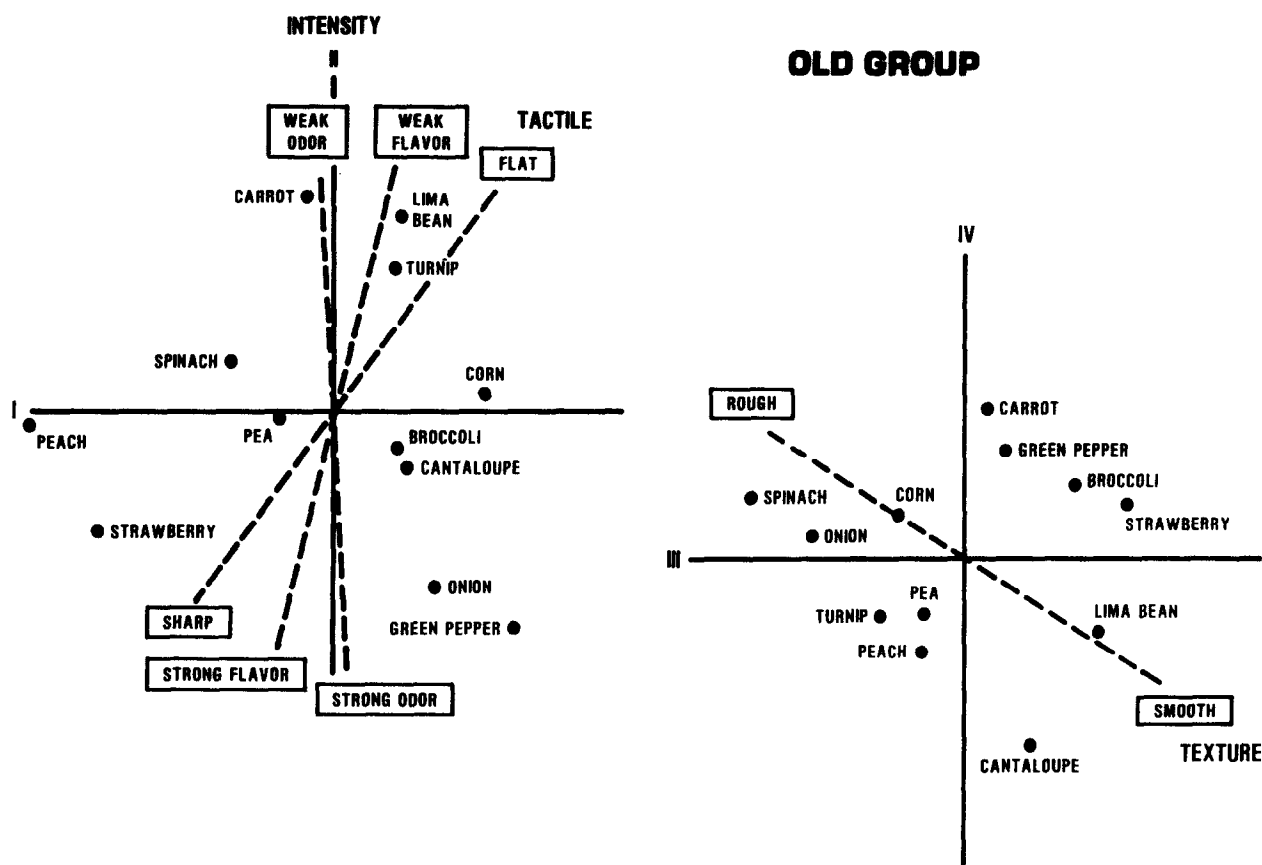 INTENSITY
II
OLD GROUP
WEAK
ODOR
WEAK
FLAVOR
TACTILE
FLAT
CARROT
LIMA
BEAN
TURNIP
SPINACH
CORN
I
PEACH
PEA
BROCCOLI
CANTALOUPE
STRAWBERRY
ONION
GREEN PEPPER
SHARP
STRONG FLAVOR
STRONG ODOR
IV
ROUGH
CARROT
GREEN PEPPER
BROCCOLI
STRAWBERRY
SPINACH
CORN
ONION
III
PEA
TURNIP
PEACH
LIMA BEAN
SMOOTH
CANTALOUPE
TEXTURE